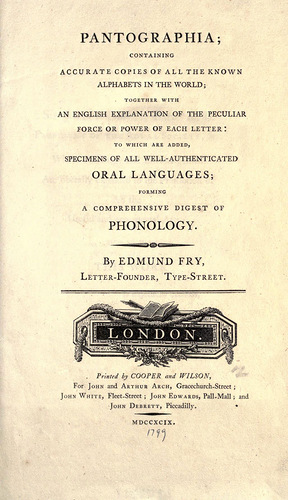 PANTOGRAPHIA;
CONTAINING
ACCURATE COPIES OF ALL THE KNOWN
ALPHABETS IN THE WORLD;
TOGETHER WITH
AN ENGLISH EXPLANATION OF THE PECULIAR
FORCE OR POWER OF EACH LETTER:
TO WHICH ARE ADDED,
SPECIMENS OF ALL WELL-AUTHENTICATED
ORAL LANGUAGES;
FORMING
A COMPREHENSIVE DIGEST OF
PHONOLOGY.
By EDMUND FRY,
Letter-Founder, Type-Street.
LONDON.
Printed by COOPER and WILSON,
For John and Arthur Arch, Gracechurch-Street;
John White, Fleet-Street; John Edwards, Pall-Mall; and
John Debrett, Piccadilly.
MDCCXCIX.
1799